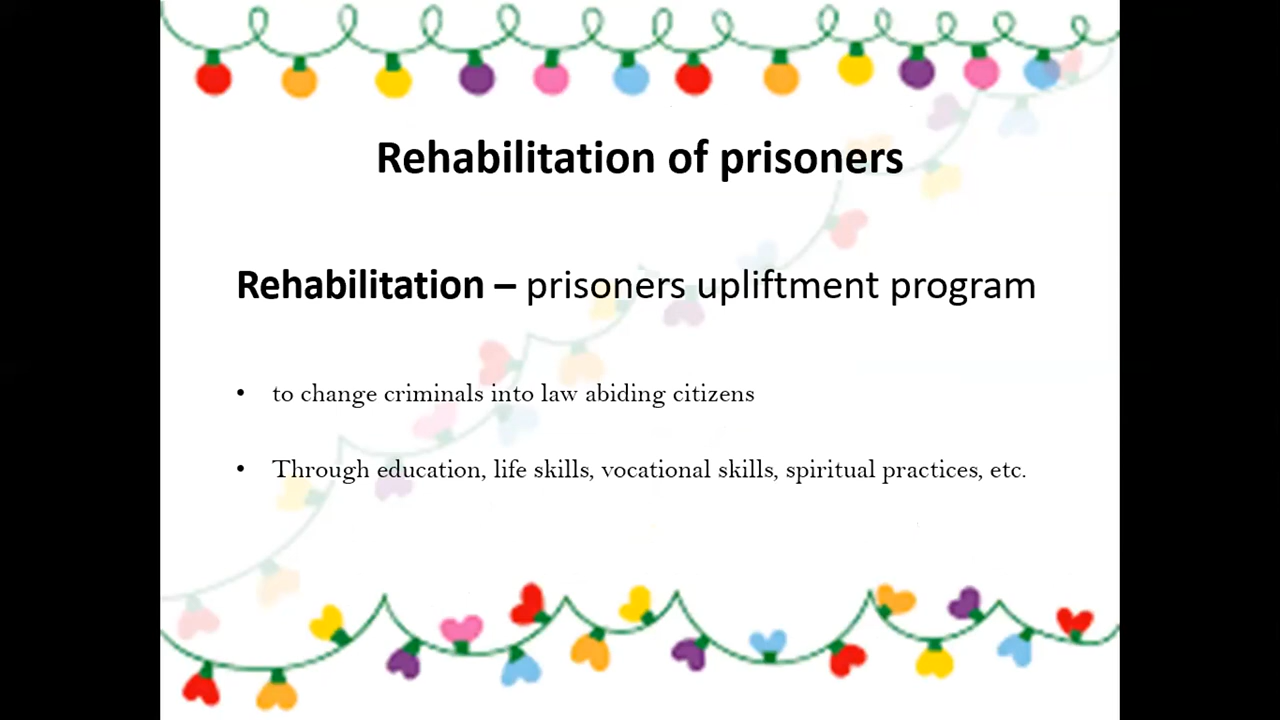 Rehabilitation of prisoners
Rehabilitation – prisoners upliftment program
• to change criminals into law abiding citizens
• Through education, life skills, vocational skills, spiritual practices, etc.